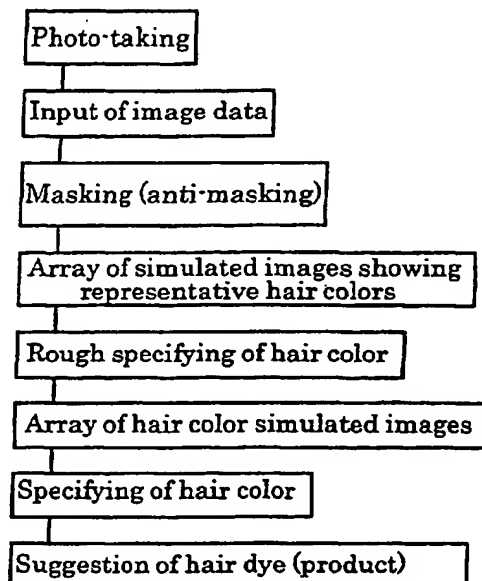 Photo-taking
Input of image data
Masking (anti-masking)
Array of simulated images showing
representative hair colors
Rough specifying of hair color
Array of hair color simulated images
Specifying of hair color
Suggestion of hair dye (product)